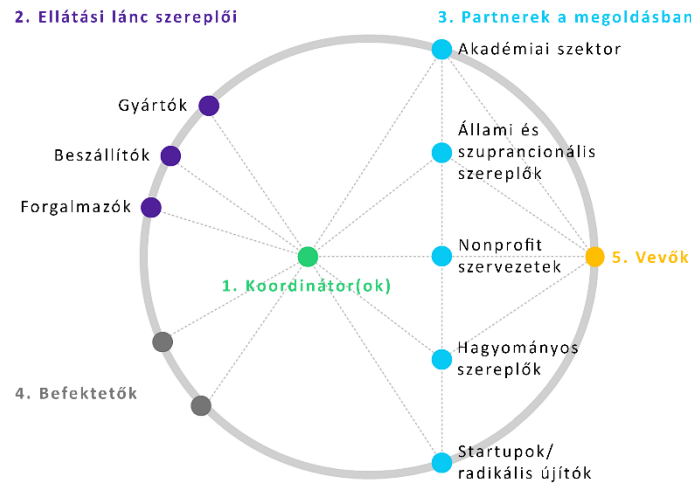 2. Ellátási lánc szereplői
3. Partnerek a megoldásban
Akadémiai szektor
Gyártók
Beszállítók
Forgalmazók
Állami és
szuprancionális
szereplők
Nonprofit
szervezetek
5. Vevők
1. Koordinátor(ok)
Hagyományos
szereplők
4. Befektetők
Startupok/
radikális újítók